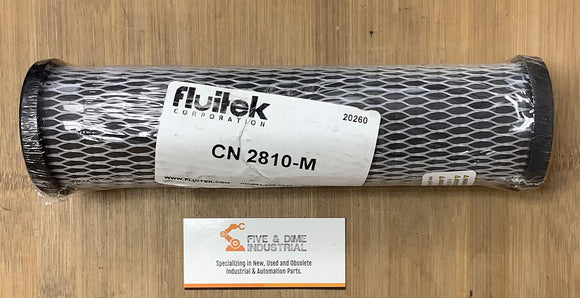 fluitek
CORPORATION
20260
CN 2810-M
WWW.FLUITEK.COM
FIVE & DIME
INDUSTRIAL
Specializing in New, Used and Obsolete
Industrial & Automation Parts.